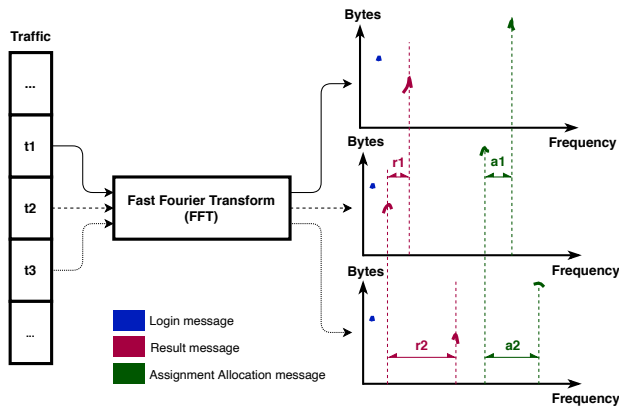 Traffic
...
t1
t2
t3
...
Fast Fourier Transform
(FFT)
Login message
Result message
Assignment Allocation message
Bytes
Frequency
Bytes
r1
a1
Frequency
Bytes
r2
a2
Frequency